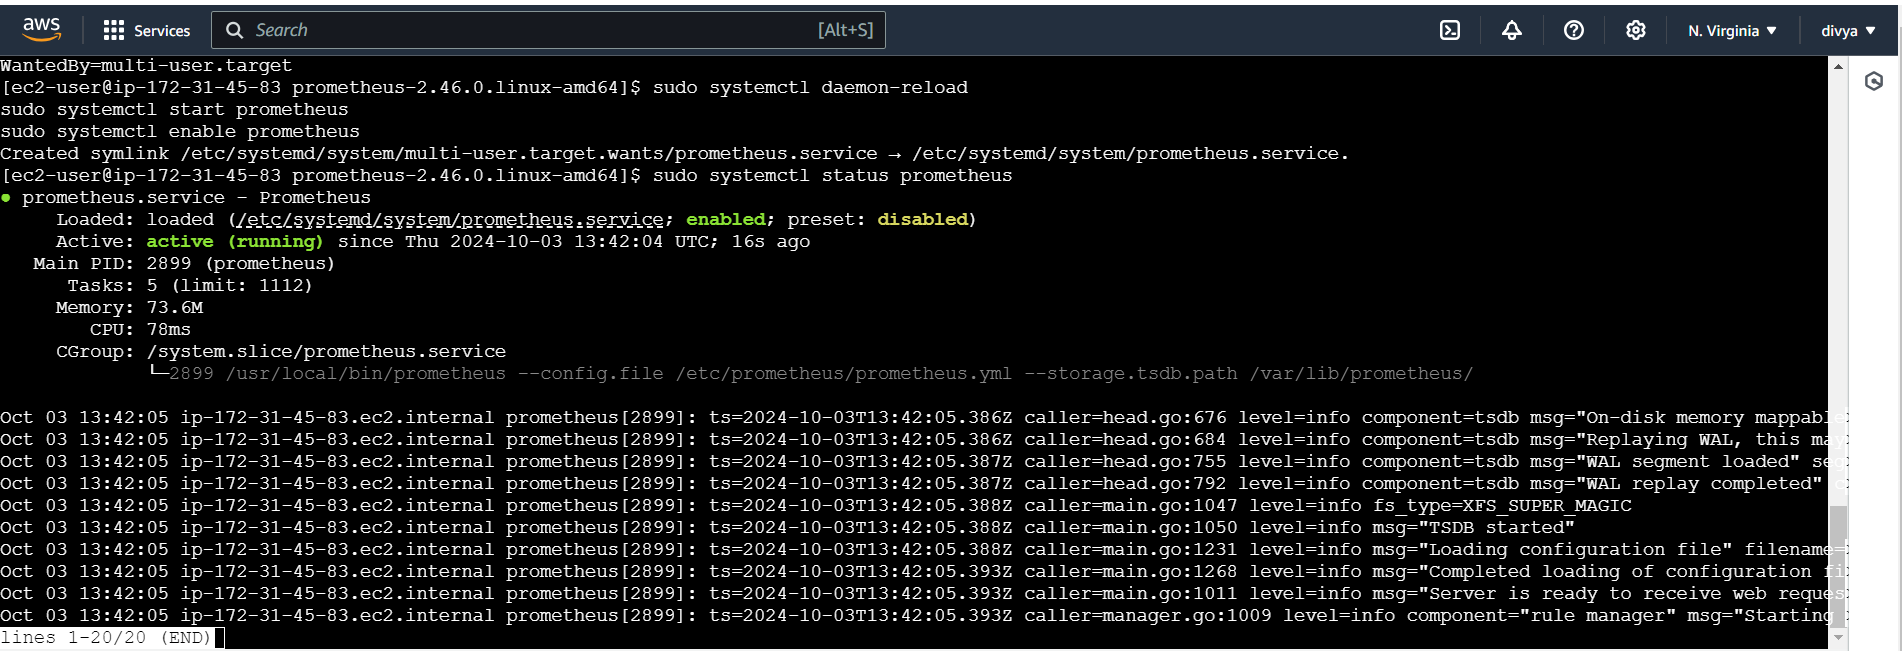 aws Services Search [Alt+S] N. Virginia divya
WantedBy=multi-user.target
[ec2-user@ip-172-31-45-83 prometheus-2.46.0.linux-amd64]$ sudo systemctl daemon-reload
sudo systemctl start prometheus
sudo systemctl enable prometheus
Created symlink /etc/systemd/system/multi-user.target.wants/prometheus.service → /etc/systemd/system/prometheus.service.
[ec2-user@ip-172-31-45-83 prometheus-2.46.0.linux-amd64]$ sudo systemctl status prometheus
● prometheus.service - Prometheus
Loaded: loaded (/etc/systemd/system/prometheus.service; enabled; preset: disabled)
Active: active (running) since Thu 2024-10-03 13:42:04 UTC; 16s ago
Main PID: 2899 (prometheus)
Tasks: 5 (limit: 1112)
Memory: 73.6M
CPU: 78ms
CGroup: /system.slice/prometheus.service
└─2899 /usr/local/bin/prometheus --config.file /etc/prometheus/prometheus.yml --storage.tsdb.path /var/lib/prometheus/
Oct 03 13:42:05 ip-172-31-45-83.ec2.internal prometheus[2899]: ts=2024-10-03T13:42:05.386Z caller=head.go:676 level=info component=tsdb msg="On-disk memory mappable>
Oct 03 13:42:05 ip-172-31-45-83.ec2.internal prometheus[2899]: ts=2024-10-03T13:42:05.386Z caller=head.go:684 level=info component=tsdb msg="Replaying WAL, this may>
Oct 03 13:42:05 ip-172-31-45-83.ec2.internal prometheus[2899]: ts=2024-10-03T13:42:05.387Z caller=head.go:755 level=info component=tsdb msg="WAL segment loaded" seg>
Oct 03 13:42:05 ip-172-31-45-83.ec2.internal prometheus[2899]: ts=2024-10-03T13:42:05.387Z caller=head.go:792 level=info component=tsdb msg="WAL replay completed"
Oct 03 13:42:05 ip-172-31-45-83.ec2.internal prometheus[2899]: ts=2024-10-03T13:42:05.388Z caller=main.go:1047 level=info fs_type=XFS_SUPER_MAGIC
Oct 03 13:42:05 ip-172-31-45-83.ec2.internal prometheus[2899]: ts=2024-10-03T13:42:05.388Z caller=main.go:1050 level=info msg="TSDB started"
Oct 03 13:42:05 ip-172-31-45-83.ec2.internal prometheus[2899]: ts=2024-10-03T13:42:05.388Z caller=main.go:1231 level=info msg="Loading configuration file" filename=>
Oct 03 13:42:05 ip-172-31-45-83.ec2.internal prometheus[2899]: ts=2024-10-03T13:42:05.393Z caller=main.go:1268 level=info msg="Completed loading of configuration fi>
Oct 03 13:42:05 ip-172-31-45-83.ec2.internal prometheus[2899]: ts=2024-10-03T13:42:05.393Z caller=main.go:1011 level=info msg="Server is ready to receive web reques>
Oct 03 13:42:05 ip-172-31-45-83.ec2.internal prometheus[2899]: ts=2024-10-03T13:42:05.393Z caller=manager.go:1009 level=info component="rule manager" msg="Starting >
lines 1-20/20 (END)